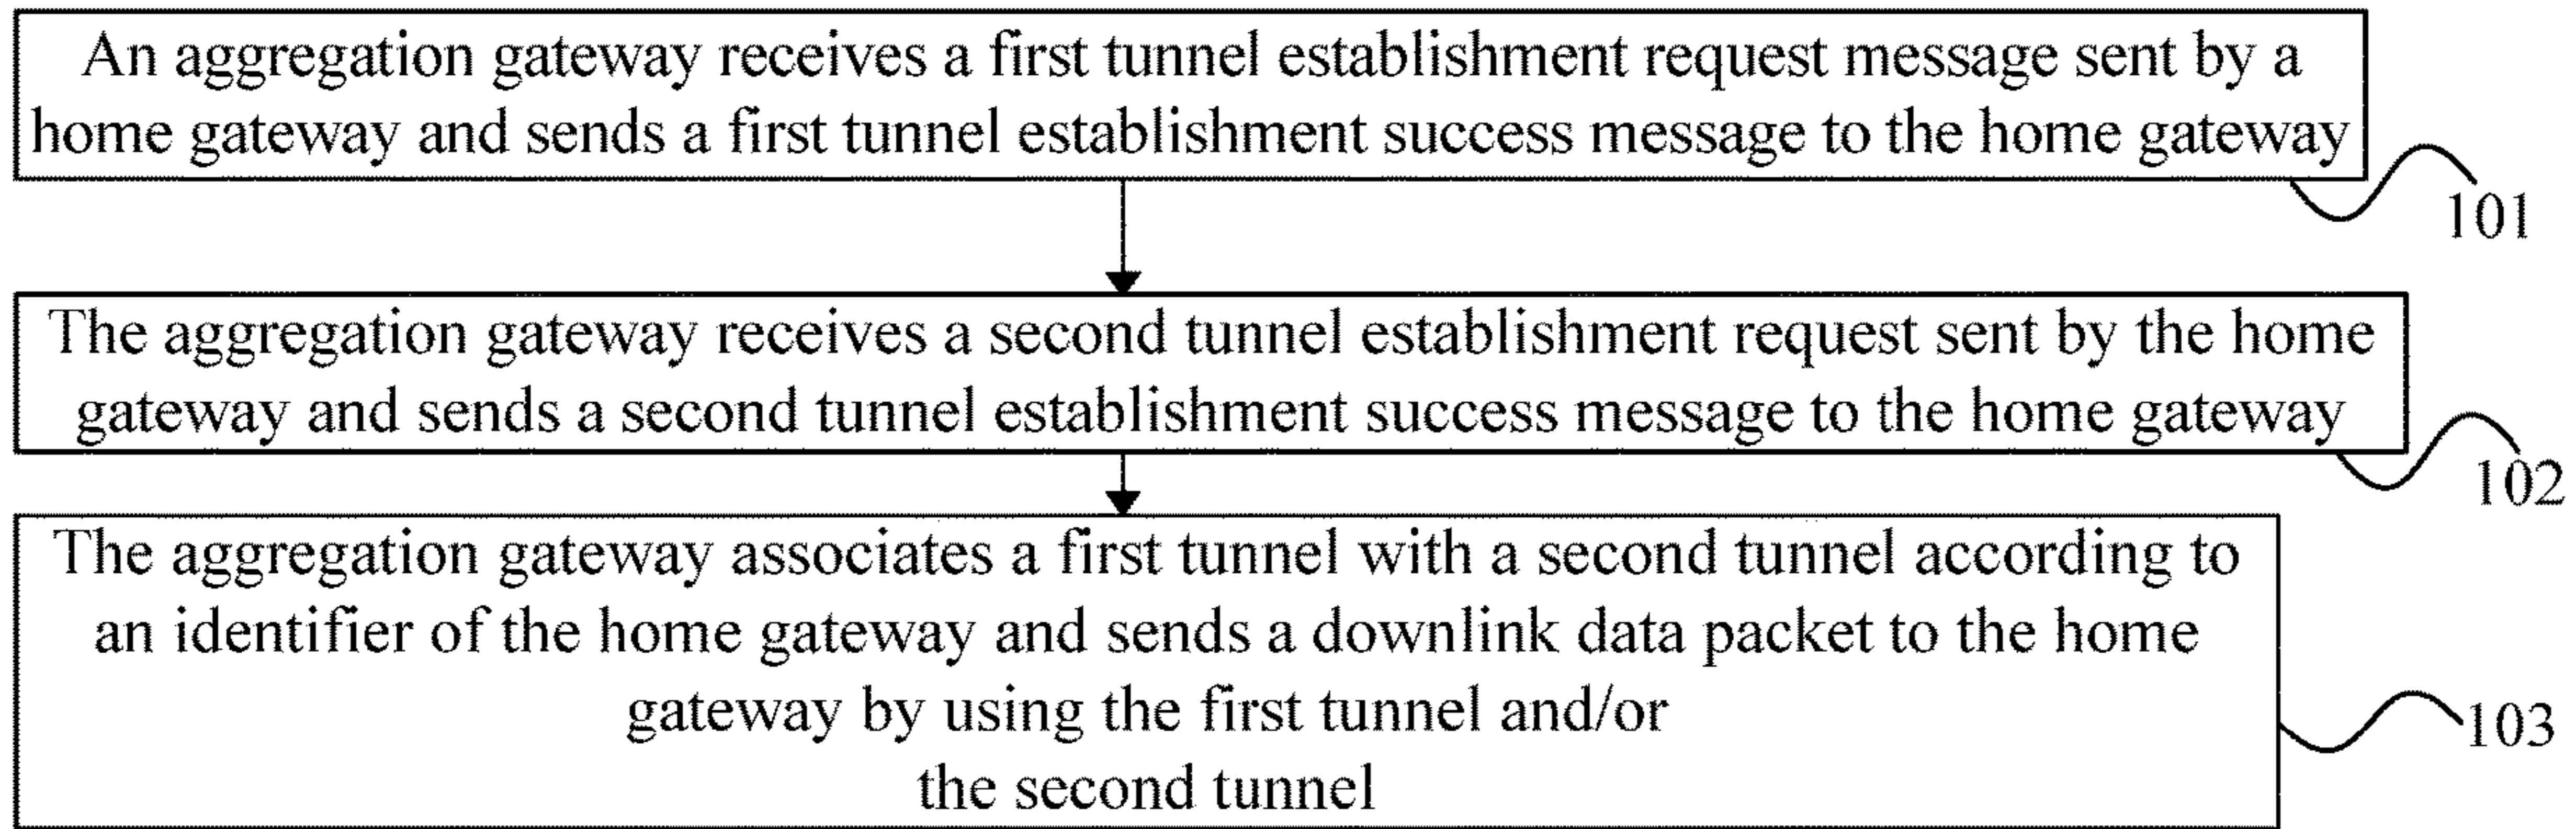 An aggregation gateway receives a first tunnel establishment request message sent by a
home gateway and sends a first tunnel establishment success message to the home gateway
101
The aggregation gateway receives a second tunnel establishment request sent by the home
gateway and sends a second tunnel establishment success message to the home gateway
102
The aggregation gateway associates a first tunnel with a second tunnel according to
an identifier of the home gateway and sends a downlink data packet to the home
gateway by using the first tunnel and/or
the second tunnel
103